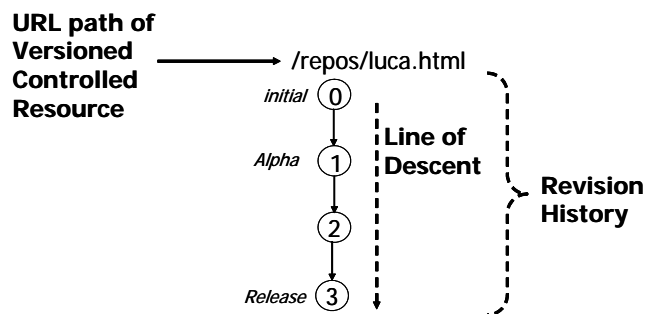 URL path of
Versioned
Controlled
Resource
/repos/luca.html
initial 0
Alpha 1
Line of
Descent
2
Revision
History
Release 3